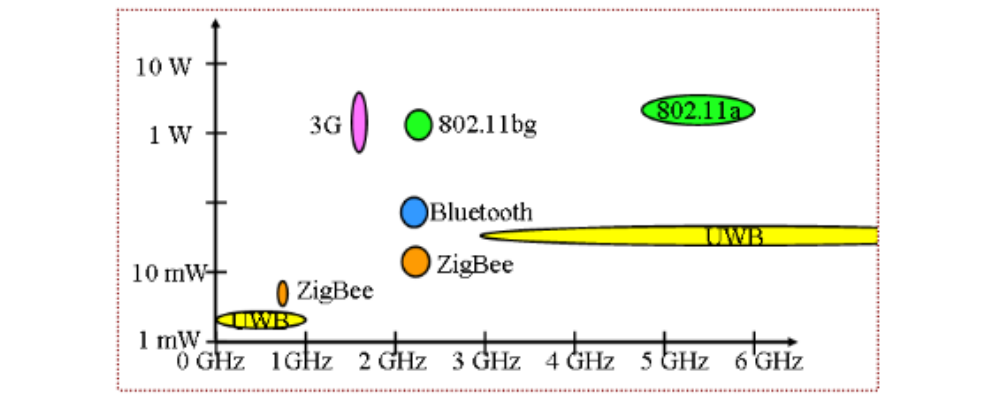 10 W
802.11a
3G
802.11bg
1 W
Bluetooth
UWB
ZigBee
10 mW
ZigBee
UWB
1 mW
0 GHz 1GHz 2 GHz 3 GHz 4 GHz 5 GHz 6 GHz